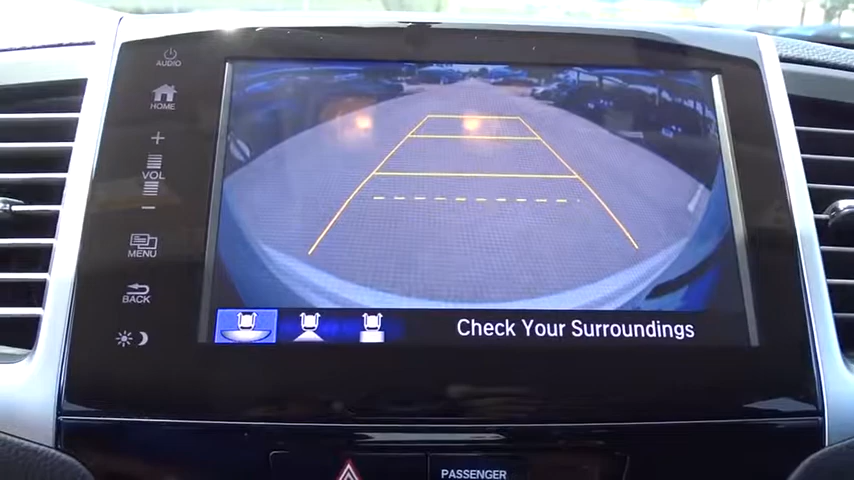 AUDIO
HOME
VOL
MENU
BACK
Check Your Surroundings
PASSENGER